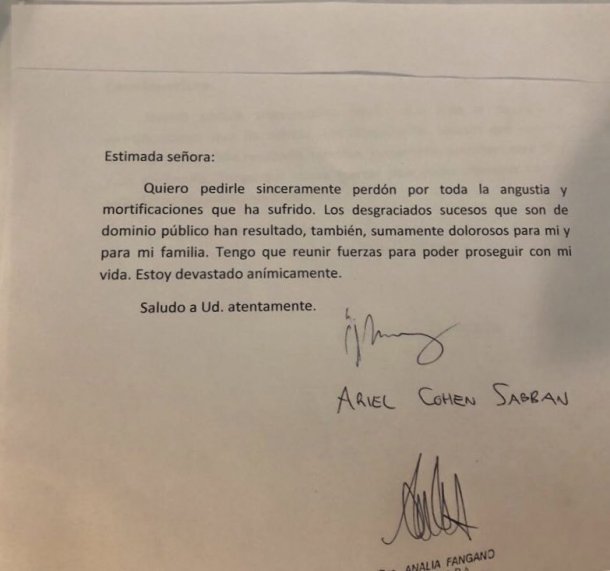 Estimada señora:
Quiero pedirle sinceramente perdón por toda la angustia y
mortificaciones que ha sufrido. Los desgraciados sucesos que son de
dominio público han resultado, también, sumamente dolorosos para mi y
para mi familia. Tengo que reunir fuerzas para poder proseguir con mi
vida. Estoy devastado anímicamente.
Saludo a Ud. atentamente.
ARIEL COHEN SABBAN
ANALIA FANGANO